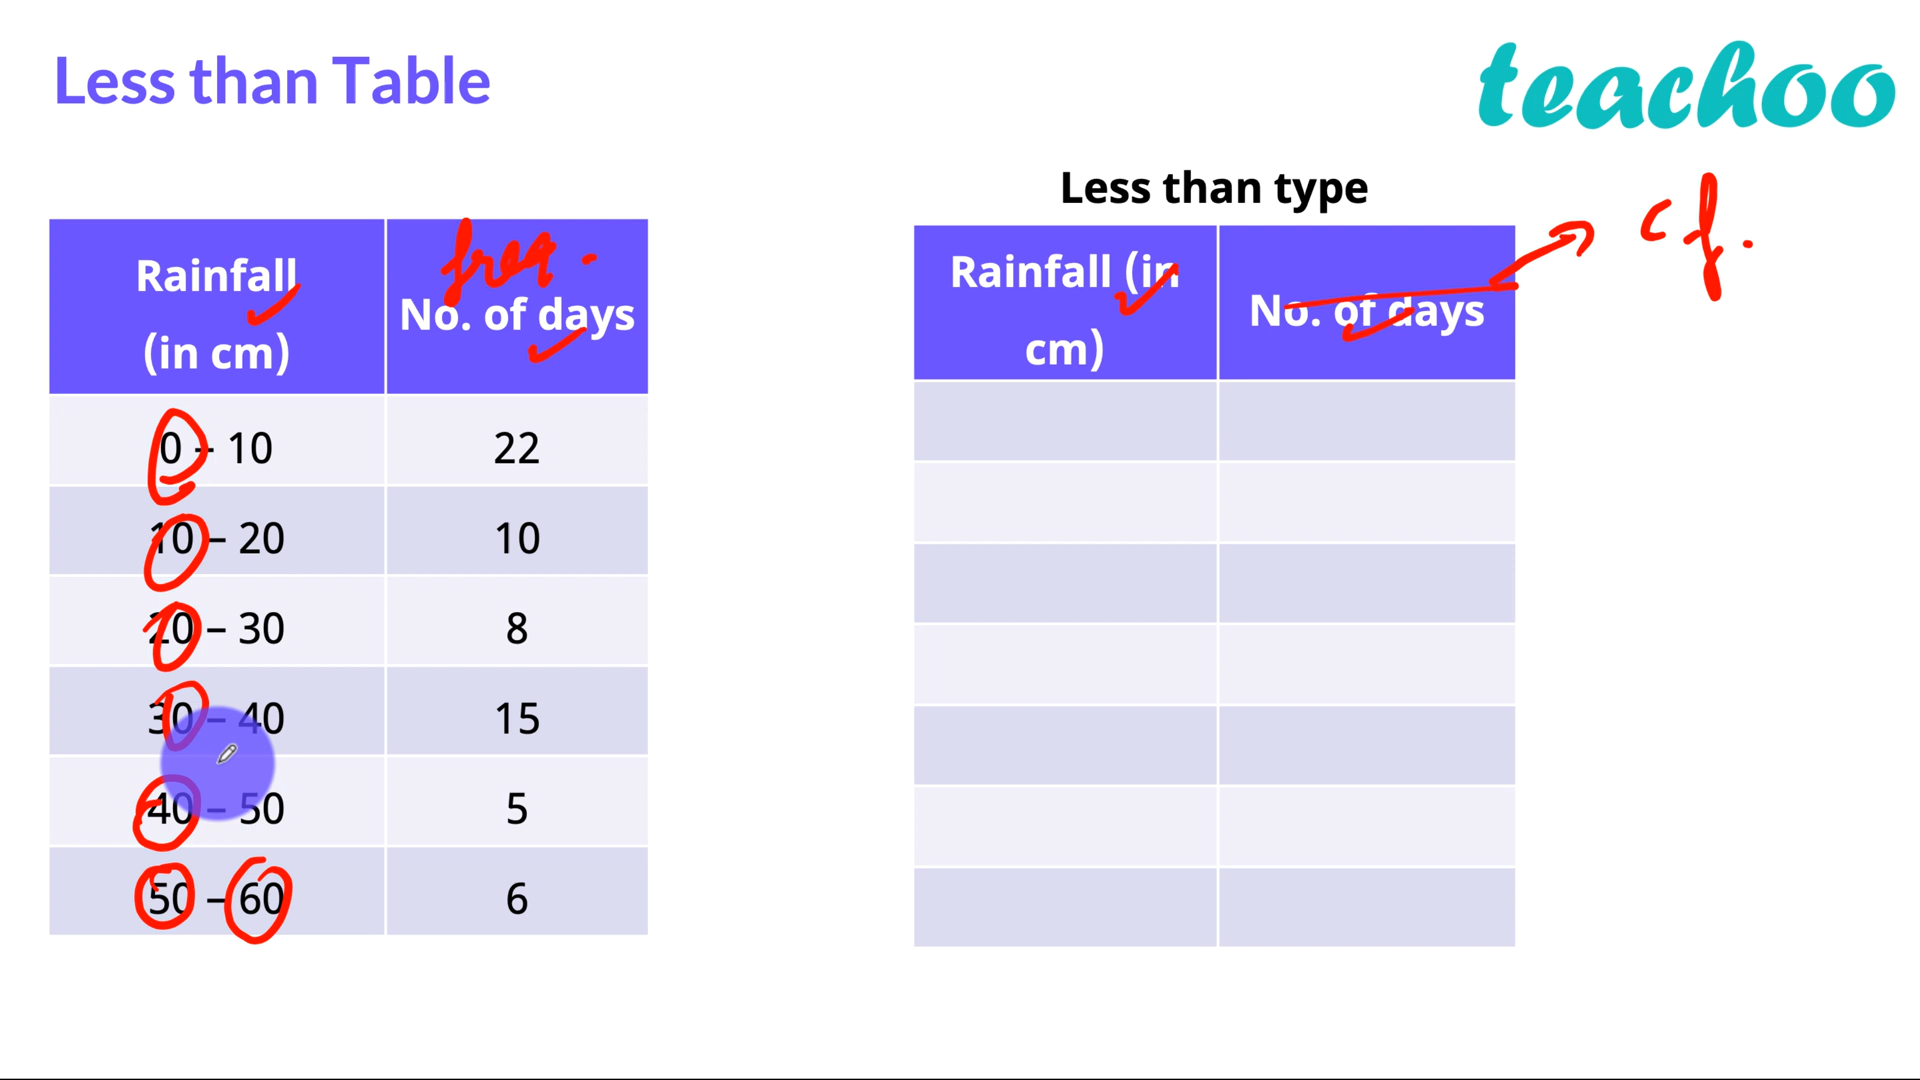 Less than Table
teachoo
Rainfall
(in cm)
freq.
No. of days
0 – 10
22
10 – 20
10
20 – 30
8
30 – 40
15
40 – 50
5
50 – 60
6
Less than type
Rainfall (in
cm)
No. of days
cf.